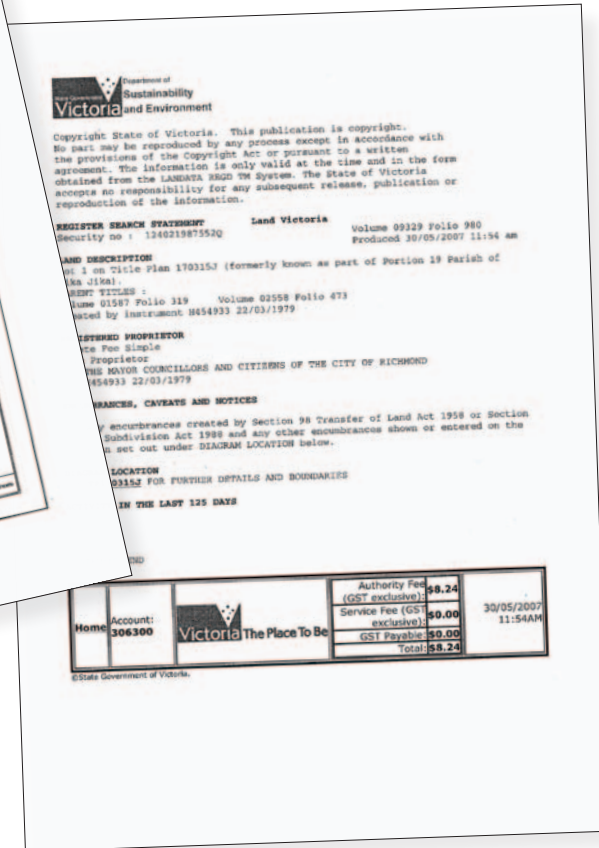 Department of
State Government
Victoria
Sustainability
and Environment
Copyright State of Victoria. This publication is copyright.
No part may be reproduced by any process except in accordance with
the provisions of the Copyright Act or pursuant to a written
agreement. The information is only valid at the time and in the form
obtained from the LANDATA REGD TM System. The State of Victoria
accepts no responsibility for any subsequent release, publication or
reproduction of the information.
REGISTER SEARCH STATEMENT Land Victoria
Security no : 124021987552Q Volume 09329 Folio 980
Produced 30/05/2007 11:54 am
AND DESCRIPTION
ot 1 on Title Plan 170315J (formerly known as part of Portion 19 Parish of
ika Jika).
RENT TITLES :
lume 01587 Folio 319 Volume 02558 Folio 473
eated by instrument H454933 22/03/1979
ISTERED PROPRIETOR
te Fee Simple
Proprietor
THE MAYOR COUNCILLORS AND CITIZENS OF THE CITY OF RICHMOND
454933 22/03/1979
BRANCES, CAVEATS AND NOTICES
y encumbrances created by Section 98 Transfer of Land Act 1958 or Section
Subdivision Act 1988 and any other encumbrances shown or entered on the
n set out under DIAGRAM LOCATION below.
LOCATION
0315J FOR FURTHER DETAILS AND BOUNDARIES
IN THE LAST 125 DAYS
END
Home
Account:
306300
Victoria The Place To Be
Authority Fee
(GST exclusive): $8.24
Service Fee (GST
exclusive): $0.00
GST Payable: $0.00
Total: $8.24
30/05/2007
11:54AM
©State Government of Victoria.